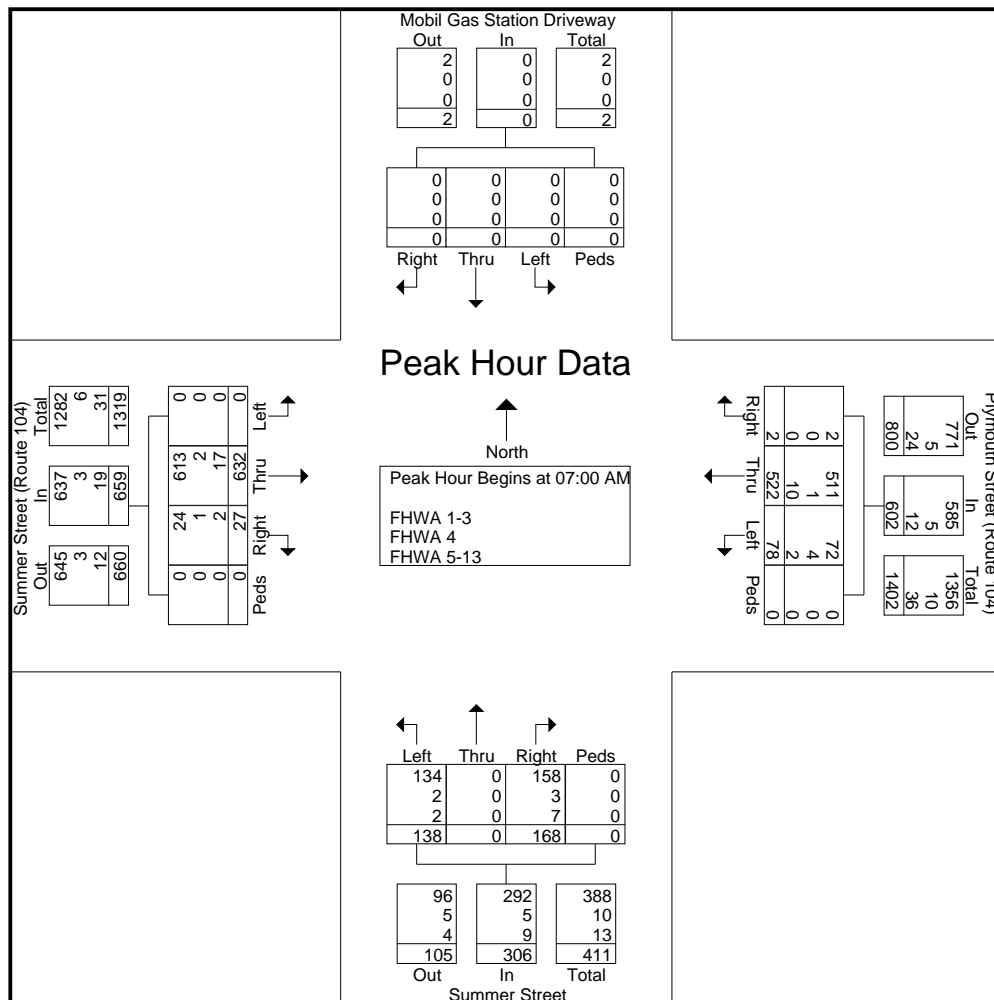 Mobil Gas Station Driveway
Out In Total
2 0 2
0 0 0
0 0 0
2 0 2
0 0 0 0
0 0 0 0
0 0 0 0
0 0 0 0
Right Thru Left Peds
Peak Hour Data
North
Peak Hour Begins at 07:00 AM
FHWA 1-3
FHWA 4
FHWA 5-13
Summer Street (Route 104)
Out In Total
645 637 1282
3 3 6
12 19 31
660 659 1319
0 24 613 0
0 1 2 0
0 2 17 0
0 27 632 0
Peds Right Thru Left
Plymouth Street (Route 104)
Out In Total
771 585 1356
5 5 10
24 12 36
800 602 1402
2 511 72 0
0 1 4 0
0 10 2 0
2 522 78 0
Right Thru Left Peds
Left Thru Right Peds
134 0 158 0
2 0 3 0
2 0 7 0
138 0 168 0
96 292 388
5 5 10
4 9 13
105 306 411
Out In Total
Summer Street